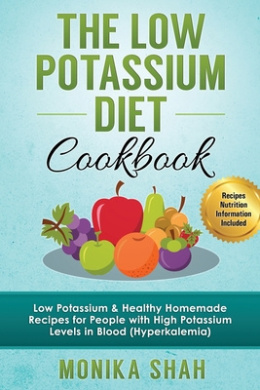 THE LOW
POTASSIUM
DIET
Cookbook
Recipes
Nutrition
Information
Included
Low Potassium & Healthy Homemade
Recipes for People with High Potassium
Levels in Blood (Hyperkalemia)
MONIKA SHAH